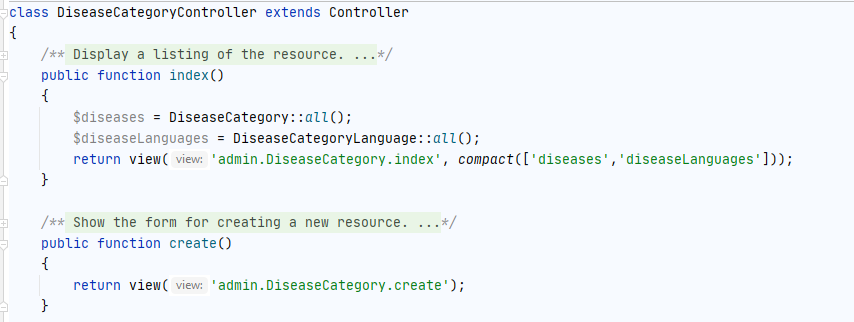 class DiseaseCategoryController extends Controller
{
    /** Display a listing of the resource. ...*/
    public function index()
    {
        $diseases = DiseaseCategory::all();
        $diseaseLanguages = DiseaseCategoryLanguage::all();
        return view( view: 'admin.DiseaseCategory.index', compact(['diseases','diseaseLanguages']));
    }

    /** Show the form for creating a new resource. ...*/
    public function create()
    {
        return view( view: 'admin.DiseaseCategory.create');
    }